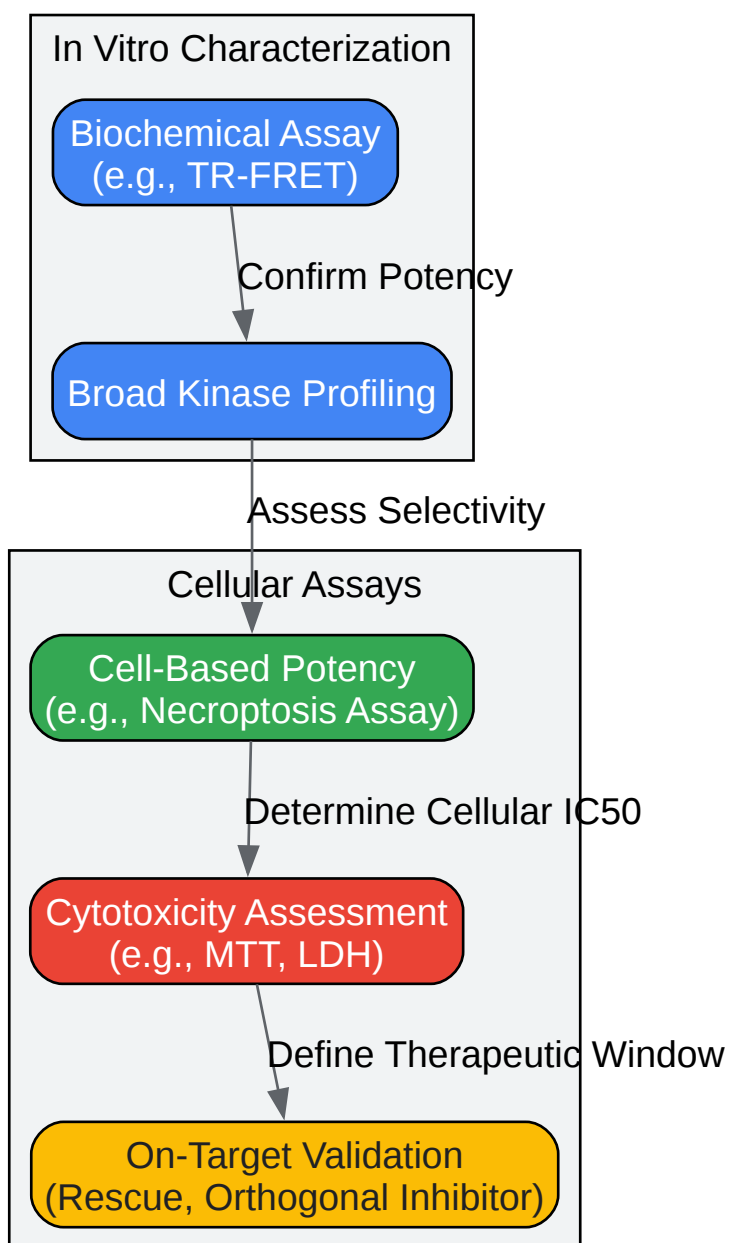 In Vitro Characterization
Biochemical Assay
(e.g., TR-FRET)
Confirm Potency
Broad Kinase Profiling
Assess Selectivity
Cellular Assays
Cell-Based Potency
(e.g., Necroptosis Assay)
Determine Cellular IC50
Cytotoxicity Assessment
(e.g., MTT, LDH)
Define Therapeutic Window
On-Target Validation
(Rescue, Orthogonal Inhibitor)